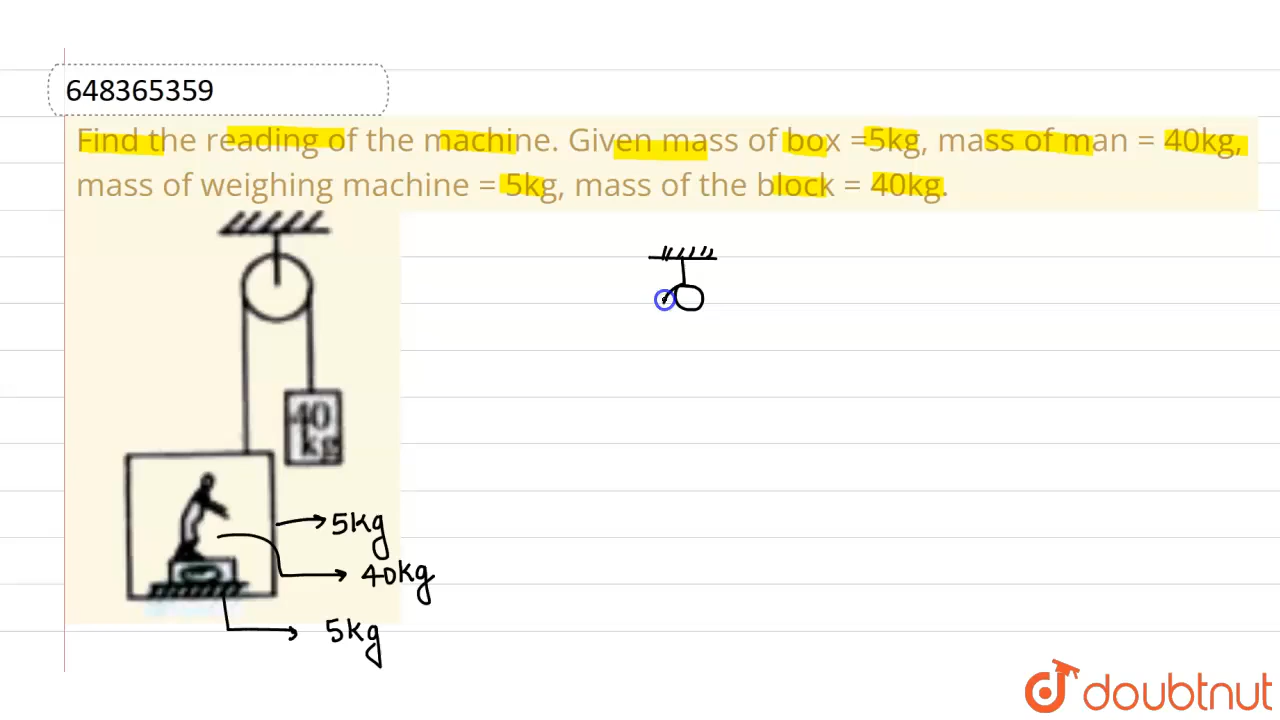 648365359
Find the reading of the machine. Given mass of box =5kg, mass of man = 40kg,
mass of weighing machine = 5kg, mass of the block = 40kg.
40
kg
5kg
40kg
5kg
doubtnut